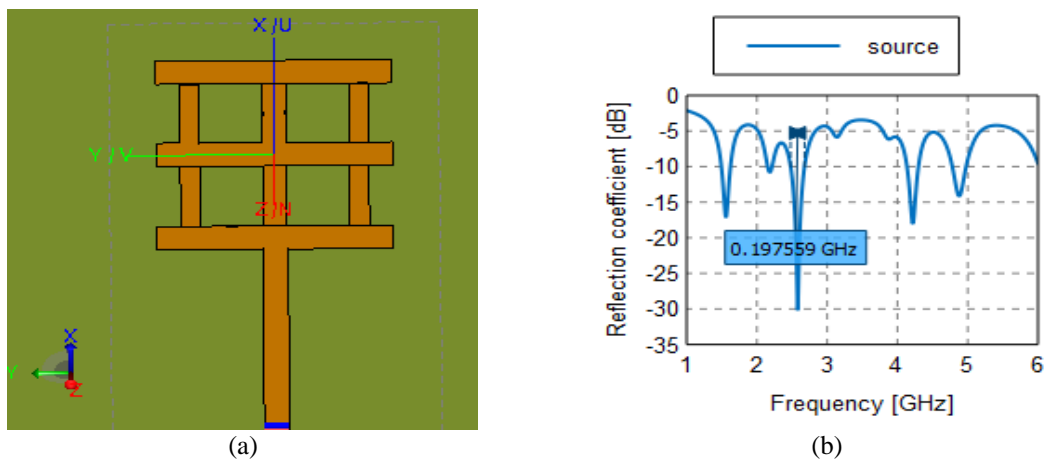 X /U
Y /V
Z /N
X
Y
Z
(a)
source
Reflection coefficient [dB]
0
-5
-10
-15
-20
-25
-30
-35
0.197559 GHz
1 2 3 4 5 6
Frequency [GHz]
(b)